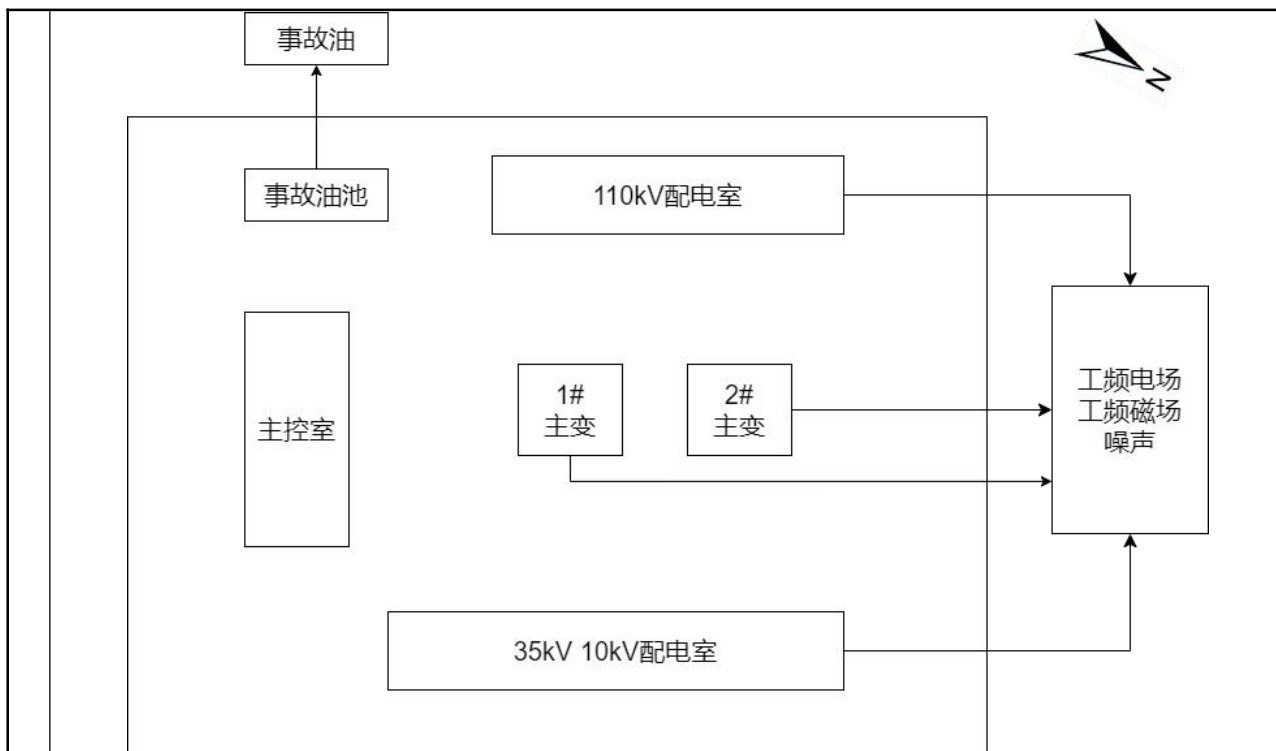 事故油
N
事故油池
110kV配电室
主控室
1#
主变
2#
主变
工频电场
工频磁场
噪声
35kV 10kV配电室